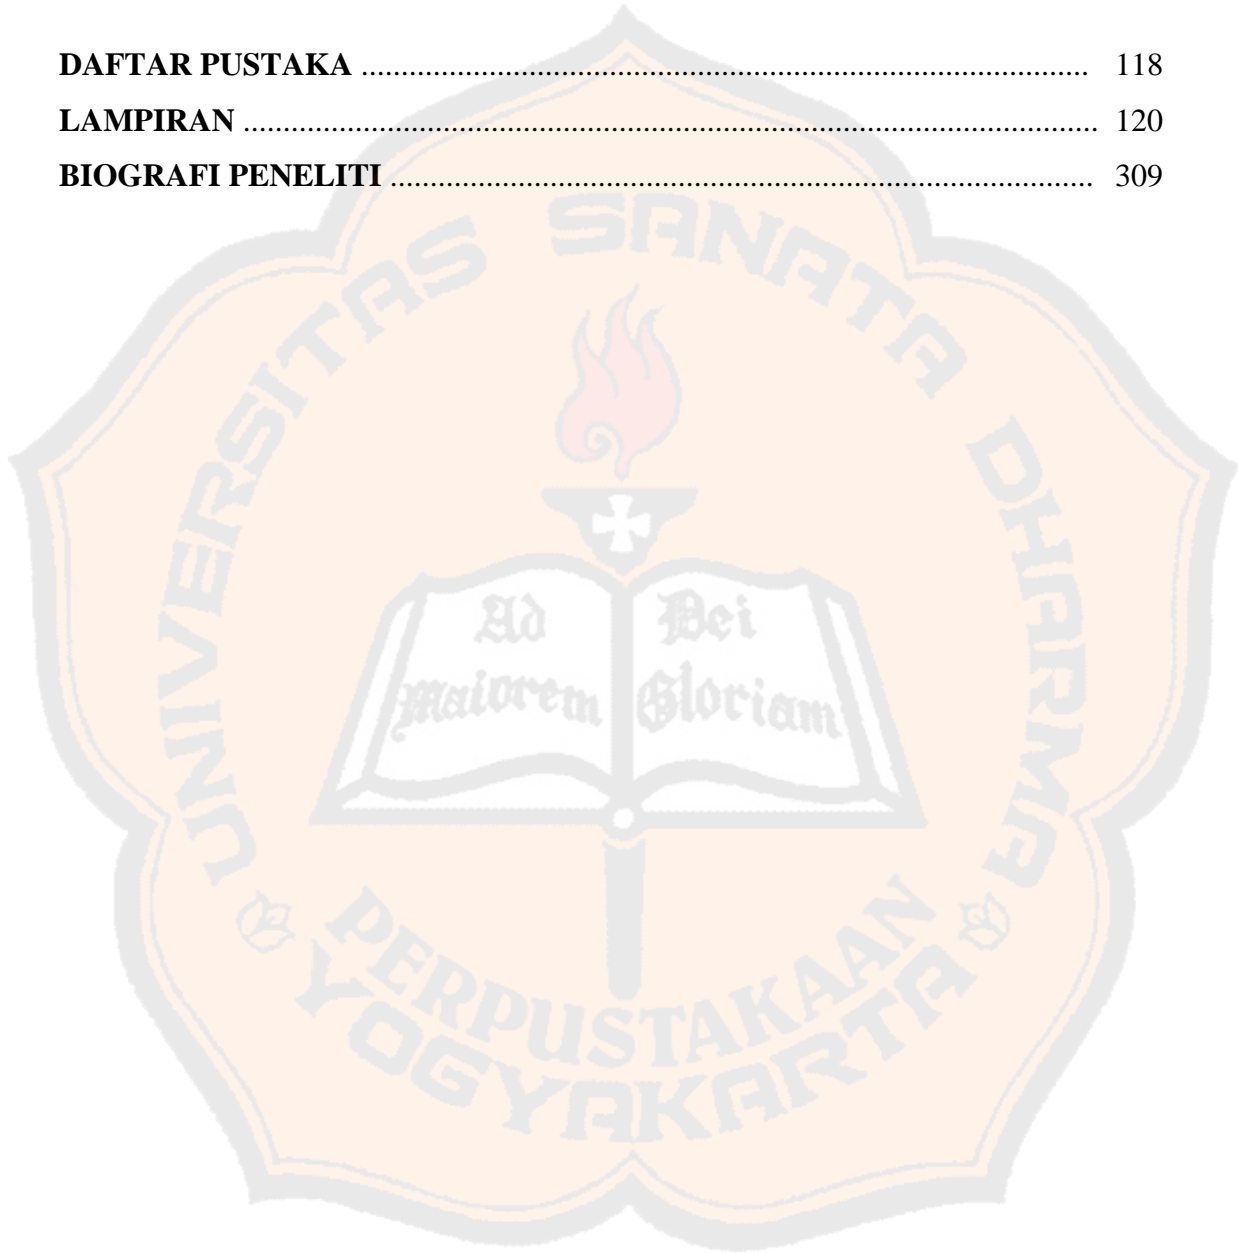 DAFTAR PUSTAKA ........................................................................................... 118
LAMPIRAN ........................................................................................................... 120
BIOGRAFI PENELITI ........................................................................................ 309
UNIVERSITAS SANATA DHARMA
Ad Dei
Maiorem Gloriam
PERPUSTAKAAN
YOGYAKARTA